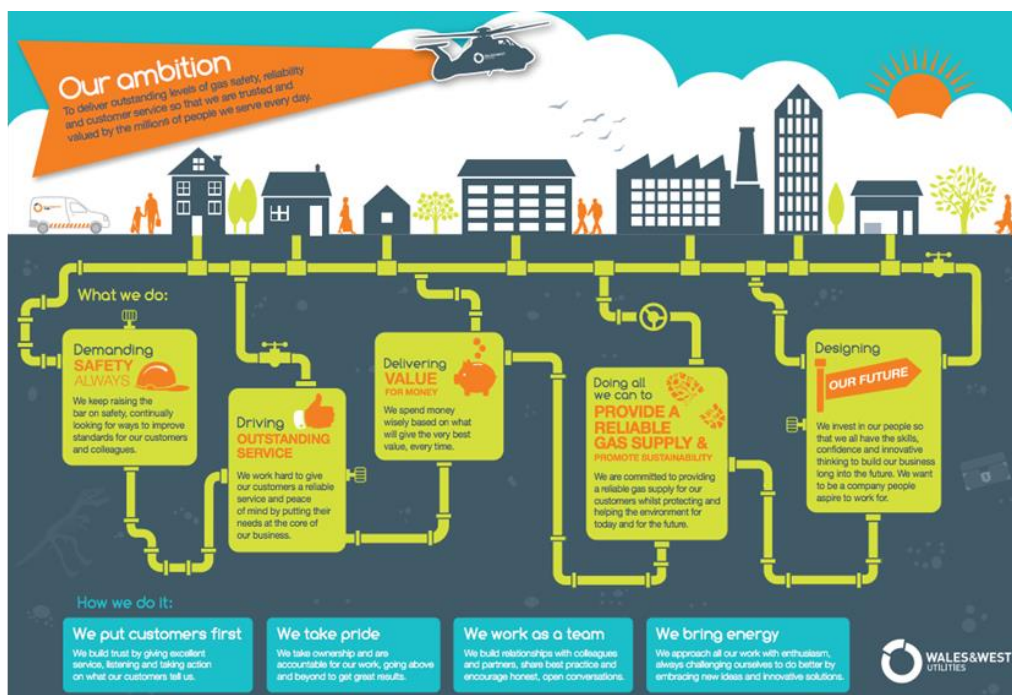 Our ambition
To deliver outstanding levels of gas safety, reliability
and customer service so that we are trusted and
valued by the millions of people we serve every day.
What we do:
Demanding
SAFETY
ALWAYS
We keep raising the
bar on safety, continually
looking for ways to improve
standards for our customers
and colleagues.
Driving
OUTSTANDING
SERVICE
We work hard to give
our customers a reliable
service and peace
of mind by putting their
needs at the core of
our business.
Delivering
VALUE
FOR MONEY
We spend money
wisely based on what
will give the very best
value, every time.
Doing all
we can to
PROVIDE A
RELIABLE
GAS SUPPLY &
PROMOTE SUSTAINABILITY
We are committed to providing
a reliable gas supply for our
customers whilst protecting and
helping the environment for
today and for the future.
Designing
OUR FUTURE
We invest in our people so
that we all have the skills,
confidence and innovative
thinking to build our business
long into the future. We want
to be a company people
aspire to work for.
How we do it:
We put customers first
We build trust by giving excellent
service, listening and taking action
on what our customers tell us.
We take pride
We take ownership and are
accountable for our work, going above
and beyond to get great results.
We work as a team
We build relationships with colleagues
and partners, share best practice and
encourage honest, open conversations.
We bring energy
We approach all our work with enthusiasm,
always challenging ourselves to do better by
embracing new ideas and innovative solutions.
WALES&WEST
UTILITIES